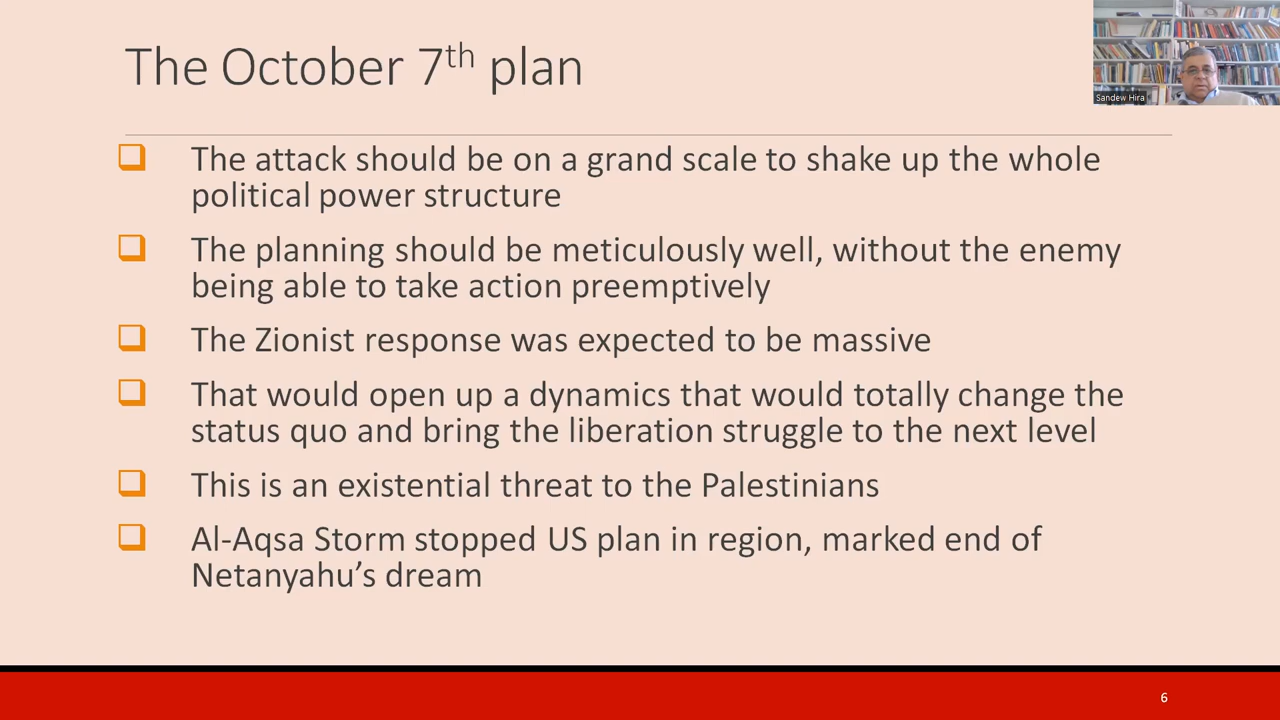 The October 7th plan
Sandew Hira
The attack should be on a grand scale to shake up the whole
political power structure
The planning should be meticulously well, without the enemy
being able to take action preemptively
The Zionist response was expected to be massive
That would open up a dynamics that would totally change the
status quo and bring the liberation struggle to the next level
This is an existential threat to the Palestinians
Al-Aqsa Storm stopped US plan in region, marked end of
Netanyahu’s dream
6